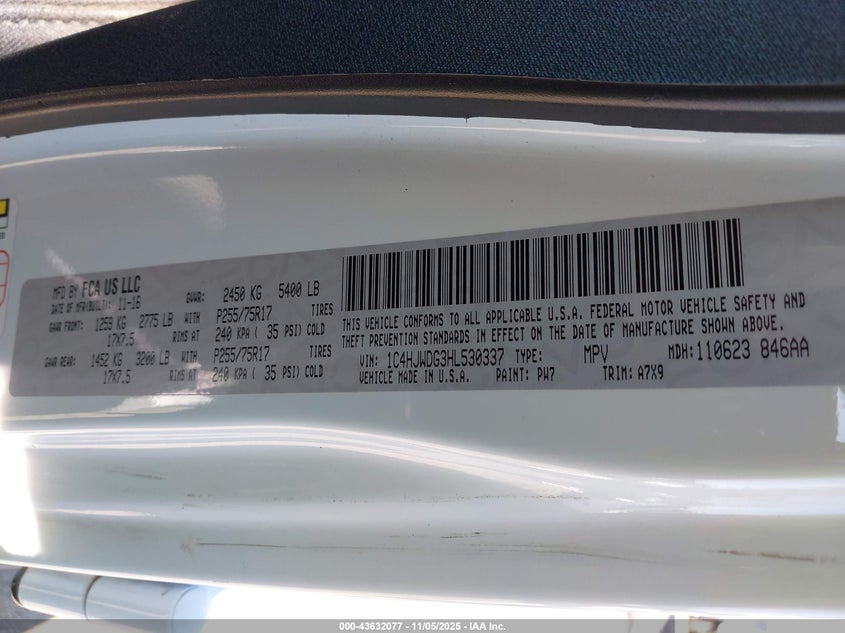 MFD BY FCA US LLC
DATE OF MFR(BUILT): 11-16 GVWR: 2450 KG 5400 LB
GAWR FRONT: 1259 KG 2775 LB WITH P255/75R17 TIRES
17X7.5 RIMS AT 240 KPA ( 35 PSI) COLD
GAWR REAR: 1452 KG 3200 LB WITH P255/75R17 TIRES
17X7.5 RIMS AT 240 KPA ( 35 PSI) COLD
THIS VEHICLE CONFORMS TO ALL APPLICABLE U.S.A. FEDERAL MOTOR VEHICLE SAFETY AND
THEFT PREVENTION STANDARDS IN EFFECT ON THE DATE OF MANUFACTURE SHOWN ABOVE.
VIN: 1C4HJWDG3HL530337 TYPE: MPV MDH:110623 846AA
VEHICLE MADE IN U.S.A. PAINT: PW7 TRIM: A7X9
000-43632077 - 11/05/2025 - IAA Inc.